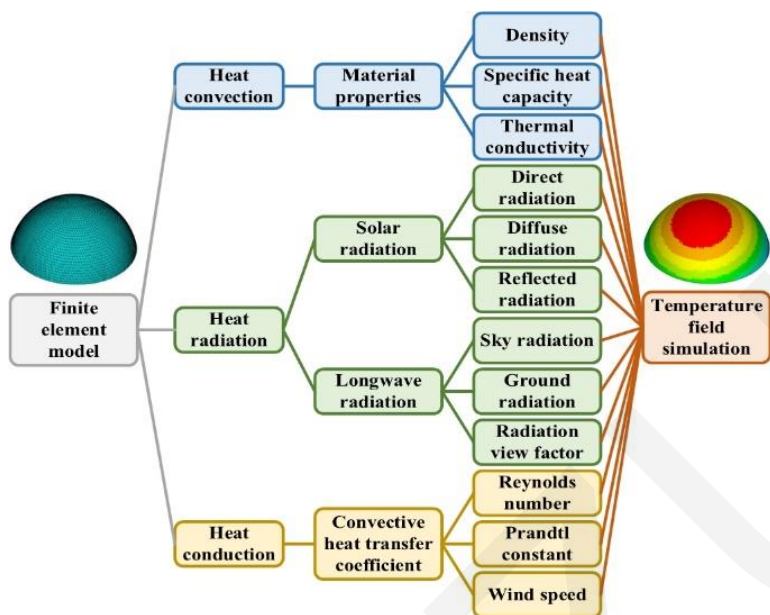 Finite
element
model
Heat
convection
Material
properties
Density
Specific heat
capacity
Thermal
conductivity
Heat
radiation
Solar
radiation
Direct
radiation
Diffuse
radiation
Reflected
radiation
Longwave
radiation
Sky radiation
Ground
radiation
Radiation
view factor
Heat
conduction
Convective
heat transfer
coefficient
Reynolds
number
Prandtl
constant
Wind speed
Temperature
field
simulation